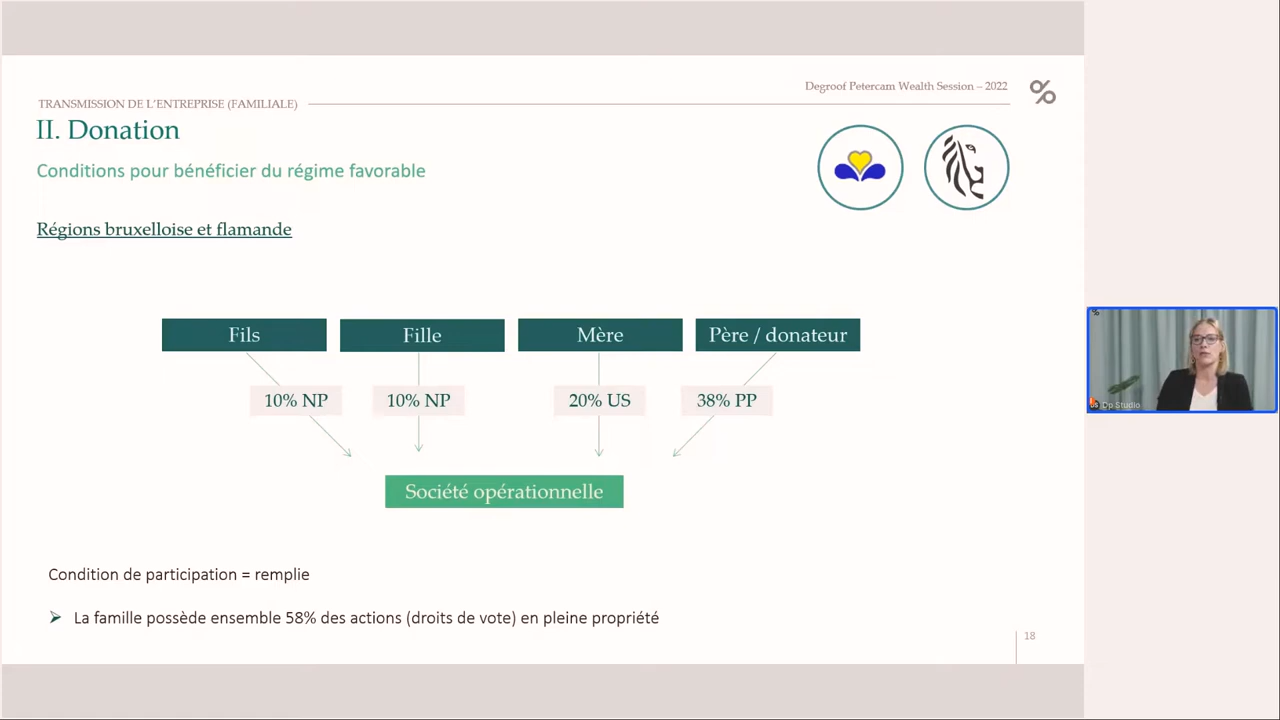 Degroof Petercam Wealth Session – 2022
TRANSMISSION DE L'ENTREPRISE (FAMILIALE)
II. Donation
Conditions pour bénéficier du régime favorable
Régions bruxelloise et flamande
Fils
Fille
Mère
Père / donateur
10% NP
10% NP
20% US
38% PP
Société opérationnelle
Condition de participation = remplie
La famille possède ensemble 58% des actions (droits de vote) en pleine propriété
18
Dp Studio